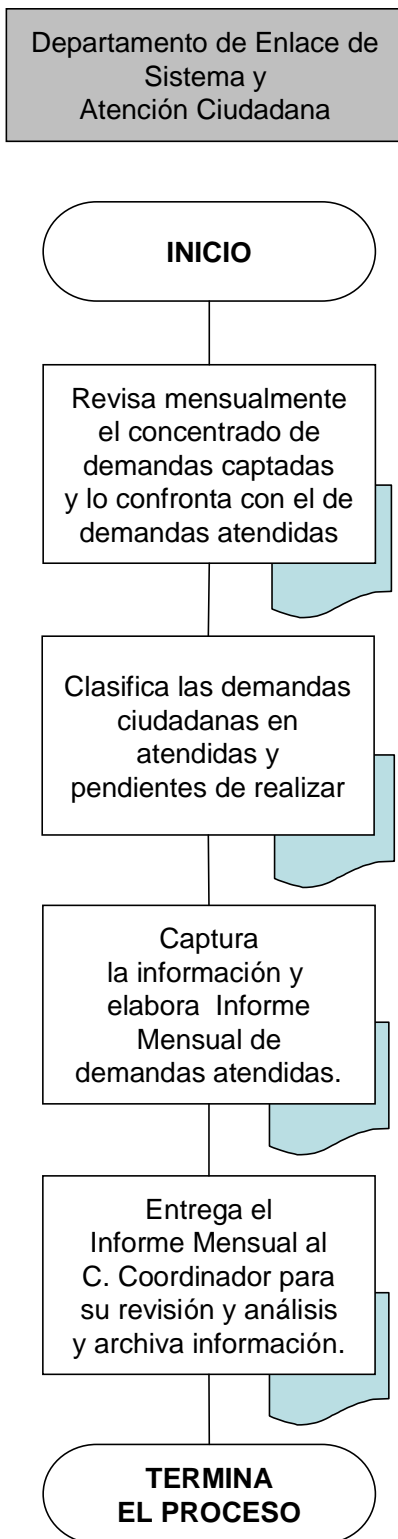 Departamento de Enlace de
Sistema y
Atención Ciudadana
INICIO
Revisa mensualmente
el concentrado de
demandas captadas
y lo confronta con el de
demandas atendidas
Clasifica las demandas
ciudadanas en
atendidas y
pendientes de realizar
Captura
la información y
elabora Informe
Mensual de
demandas atendidas.
Entrega el
Informe Mensual al
C. Coordinador para
su revisión y análisis
y archiva información.
TERMINA
EL PROCESO